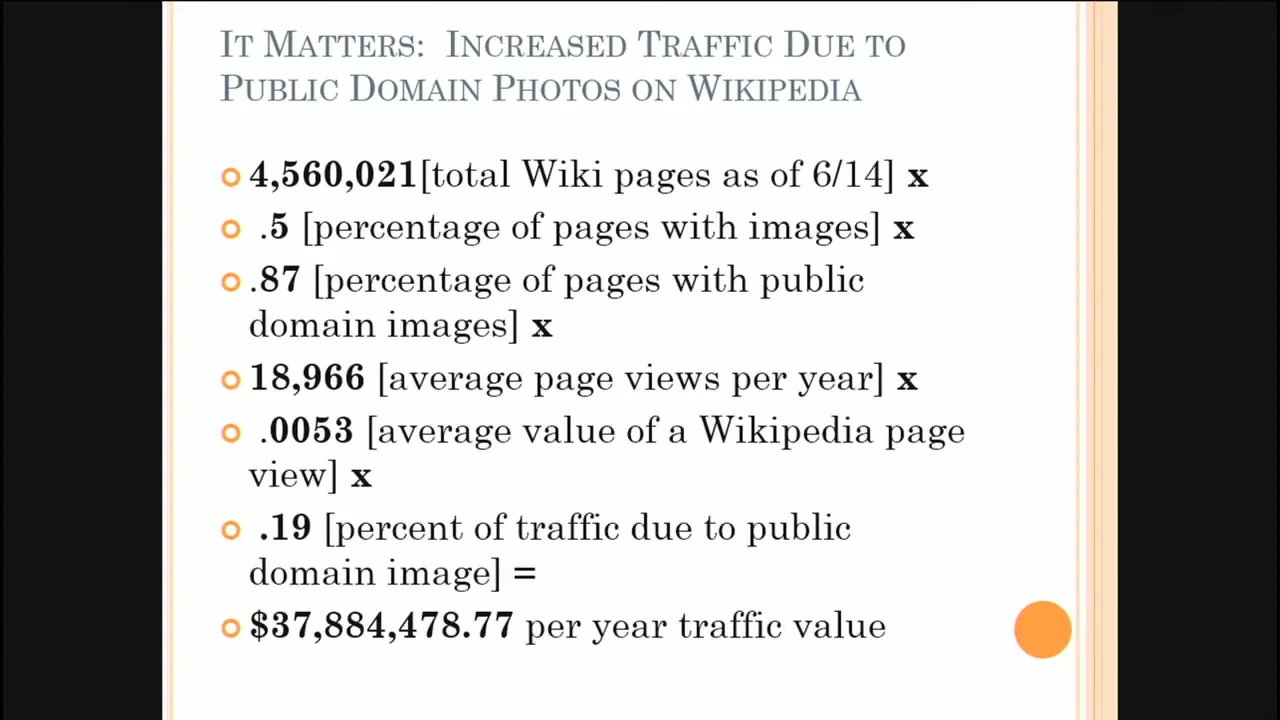 IT MATTERS: INCREASED TRAFFIC DUE TO
PUBLIC DOMAIN PHOTOS ON WIKIPEDIA
4,560,021[total Wiki pages as of 6/14] x
.5 [percentage of pages with images] x
.87 [percentage of pages with public
domain images] x
18,966 [average page views per year] x
.0053 [average value of a Wikipedia page
view] x
.19 [percent of traffic due to public
domain image] =
$37,884,478.77 per year traffic value